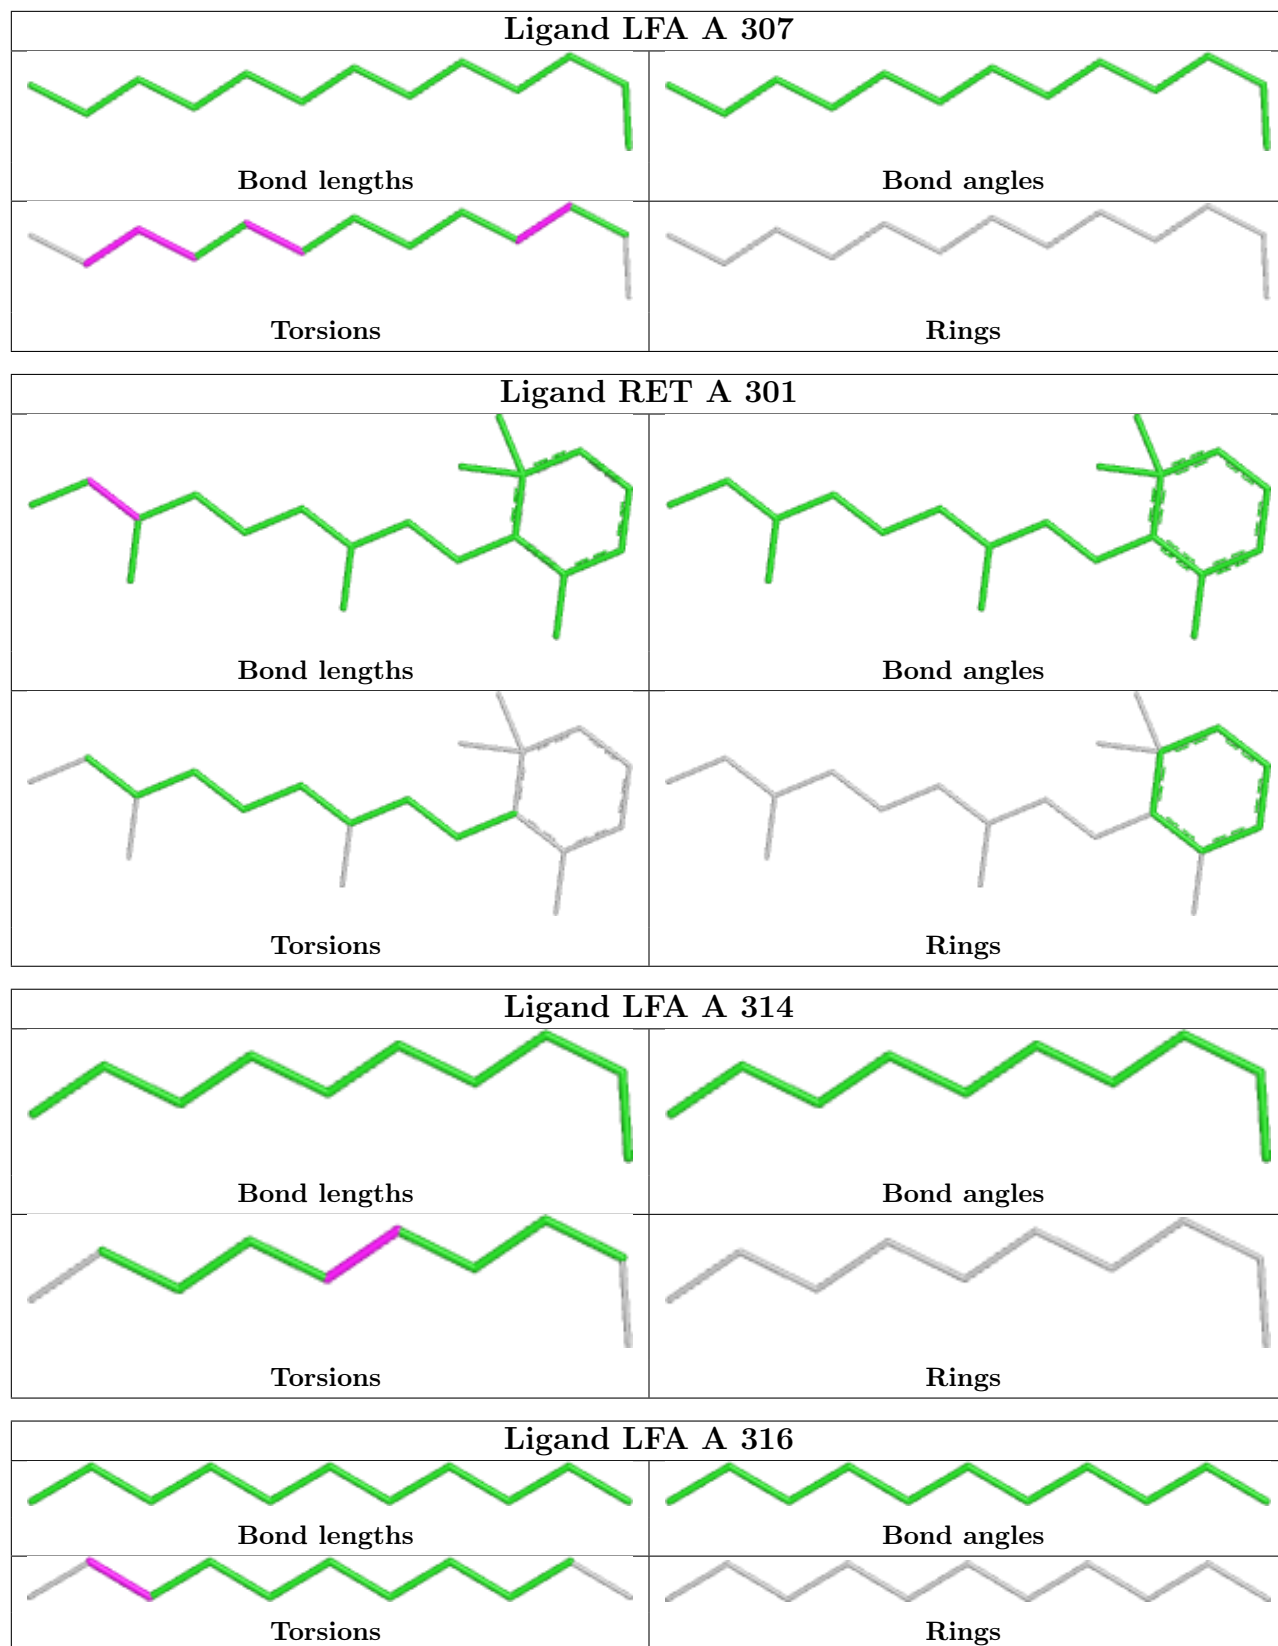 Ligand LFA A 307
Bond lengths Bond angles
Torsions Rings
Ligand RET A 301
Bond lengths Bond angles
Torsions Rings
Ligand LFA A 314
Bond lengths Bond angles
Torsions Rings
Ligand LFA A 316
Bond lengths Bond angles
Torsions Rings